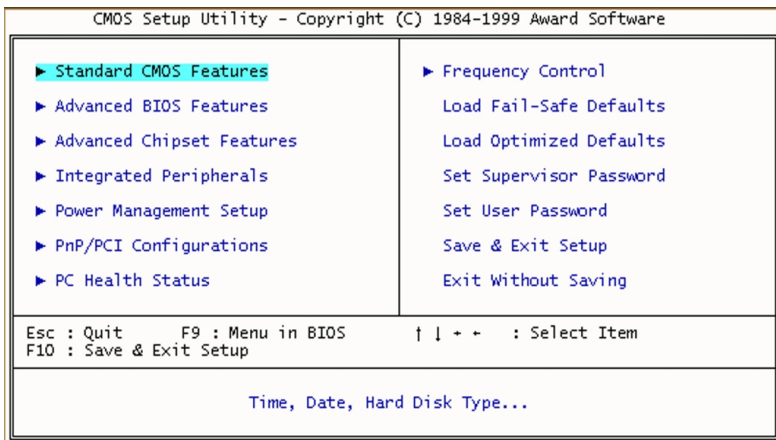 CMOS Setup Utility - Copyright (C) 1984-1999 Award Software
▶ Standard CMOS Features
▶ Advanced BIOS Features
▶ Advanced Chipset Features
▶ Integrated Peripherals
▶ Power Management Setup
▶ PnP/PCI Configurations
▶ PC Health Status
▶ Frequency Control
Load Fail-Safe Defaults
Load Optimized Defaults
Set Supervisor Password
Set User Password
Save & Exit Setup
Exit Without Saving
Esc : Quit F9 : Menu in BIOS ↑ ↓ ← ← : Select Item
F10 : Save & Exit Setup
Time, Date, Hard Disk Type...